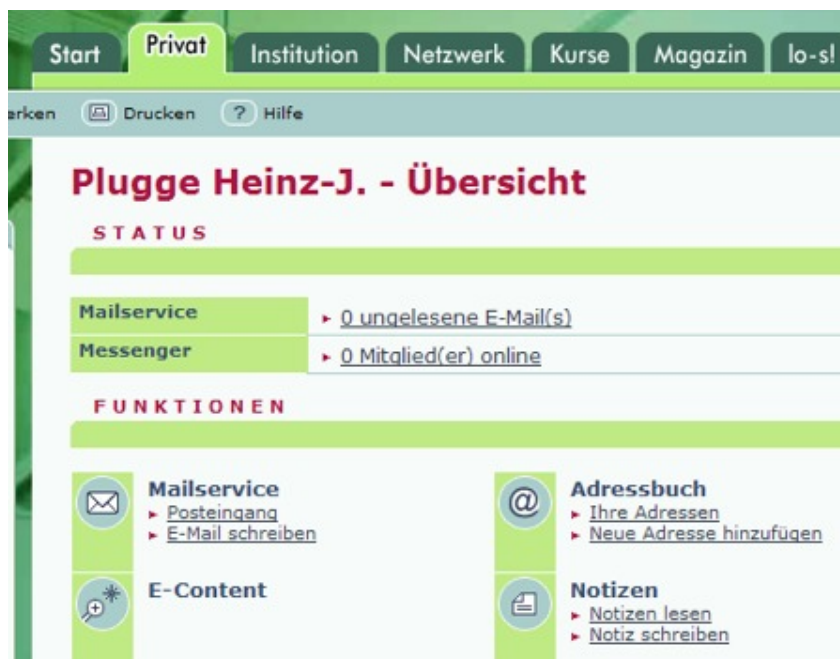 Start Privat Institution Netzwerk Kurse Magazin lo-s!
erken Drucken ? Hilfe
Plugge Heinz-J. - Übersicht
STATUS
Mailservice 0 ungelesene E-Mail(s)
Messenger 0 Mitglied(er) online
FUNKTIONEN
Mailservice
Posteingang
E-Mail schreiben
@ Adressbuch
Ihre Adressen
Neue Adresse hinzufügen
E-Content
Notizen
Notizen lesen
Notiz schreiben